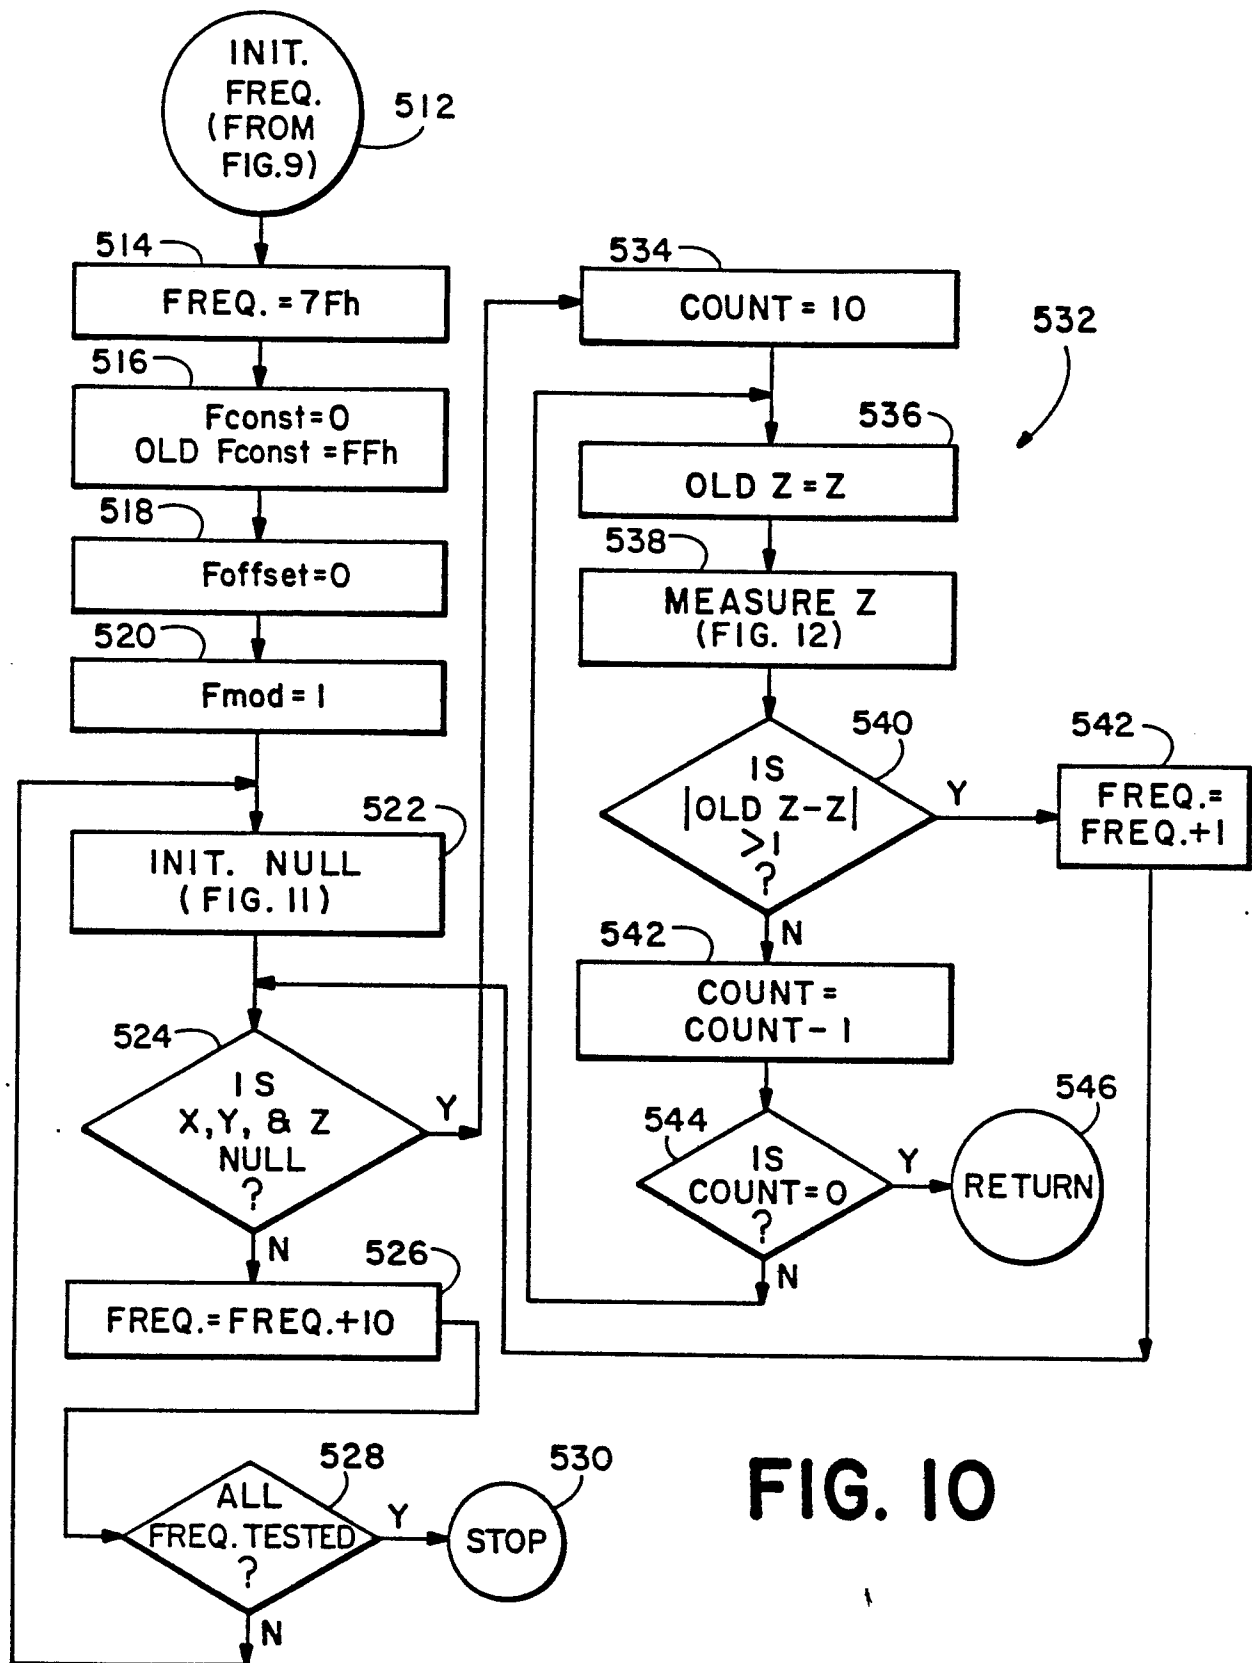 INIT.
FREQ.
(FROM
FIG.9)
512
514
FREQ. = 7Fh
516
Fconst=0
OLD Fconst =FFh
518
Foffset=0
520
Fmod=1
522
INIT. NULL
(FIG. 11)
524
IS
X,Y, & Z
NULL
?
Y
N
526
FREQ.=FREQ.+10
528
ALL
FREQ. TESTED
?
Y
N
530
STOP
532
534
COUNT = 10
536
OLD Z = Z
538
MEASURE Z
(FIG. 12)
540
IS
|OLD Z-Z|
>1
?
Y
N
542
FREQ.=
FREQ.+1
542
COUNT =
COUNT - 1
544
IS
COUNT=0
?
Y
N
546
RETURN
FIG. 10